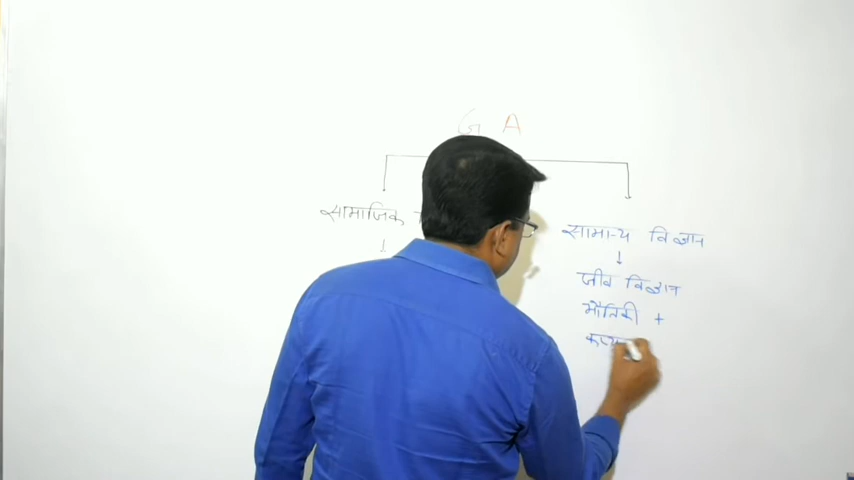 G A
सामाजिक
सामान्य विज्ञान
जीव विज्ञान
भौतिकी +